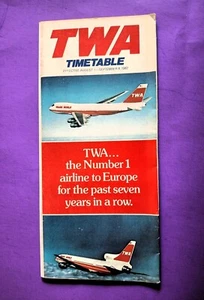 TWA
TIMETABLE
TWA...
the Number 1
airline to Europe
for the past seven
years in a row.